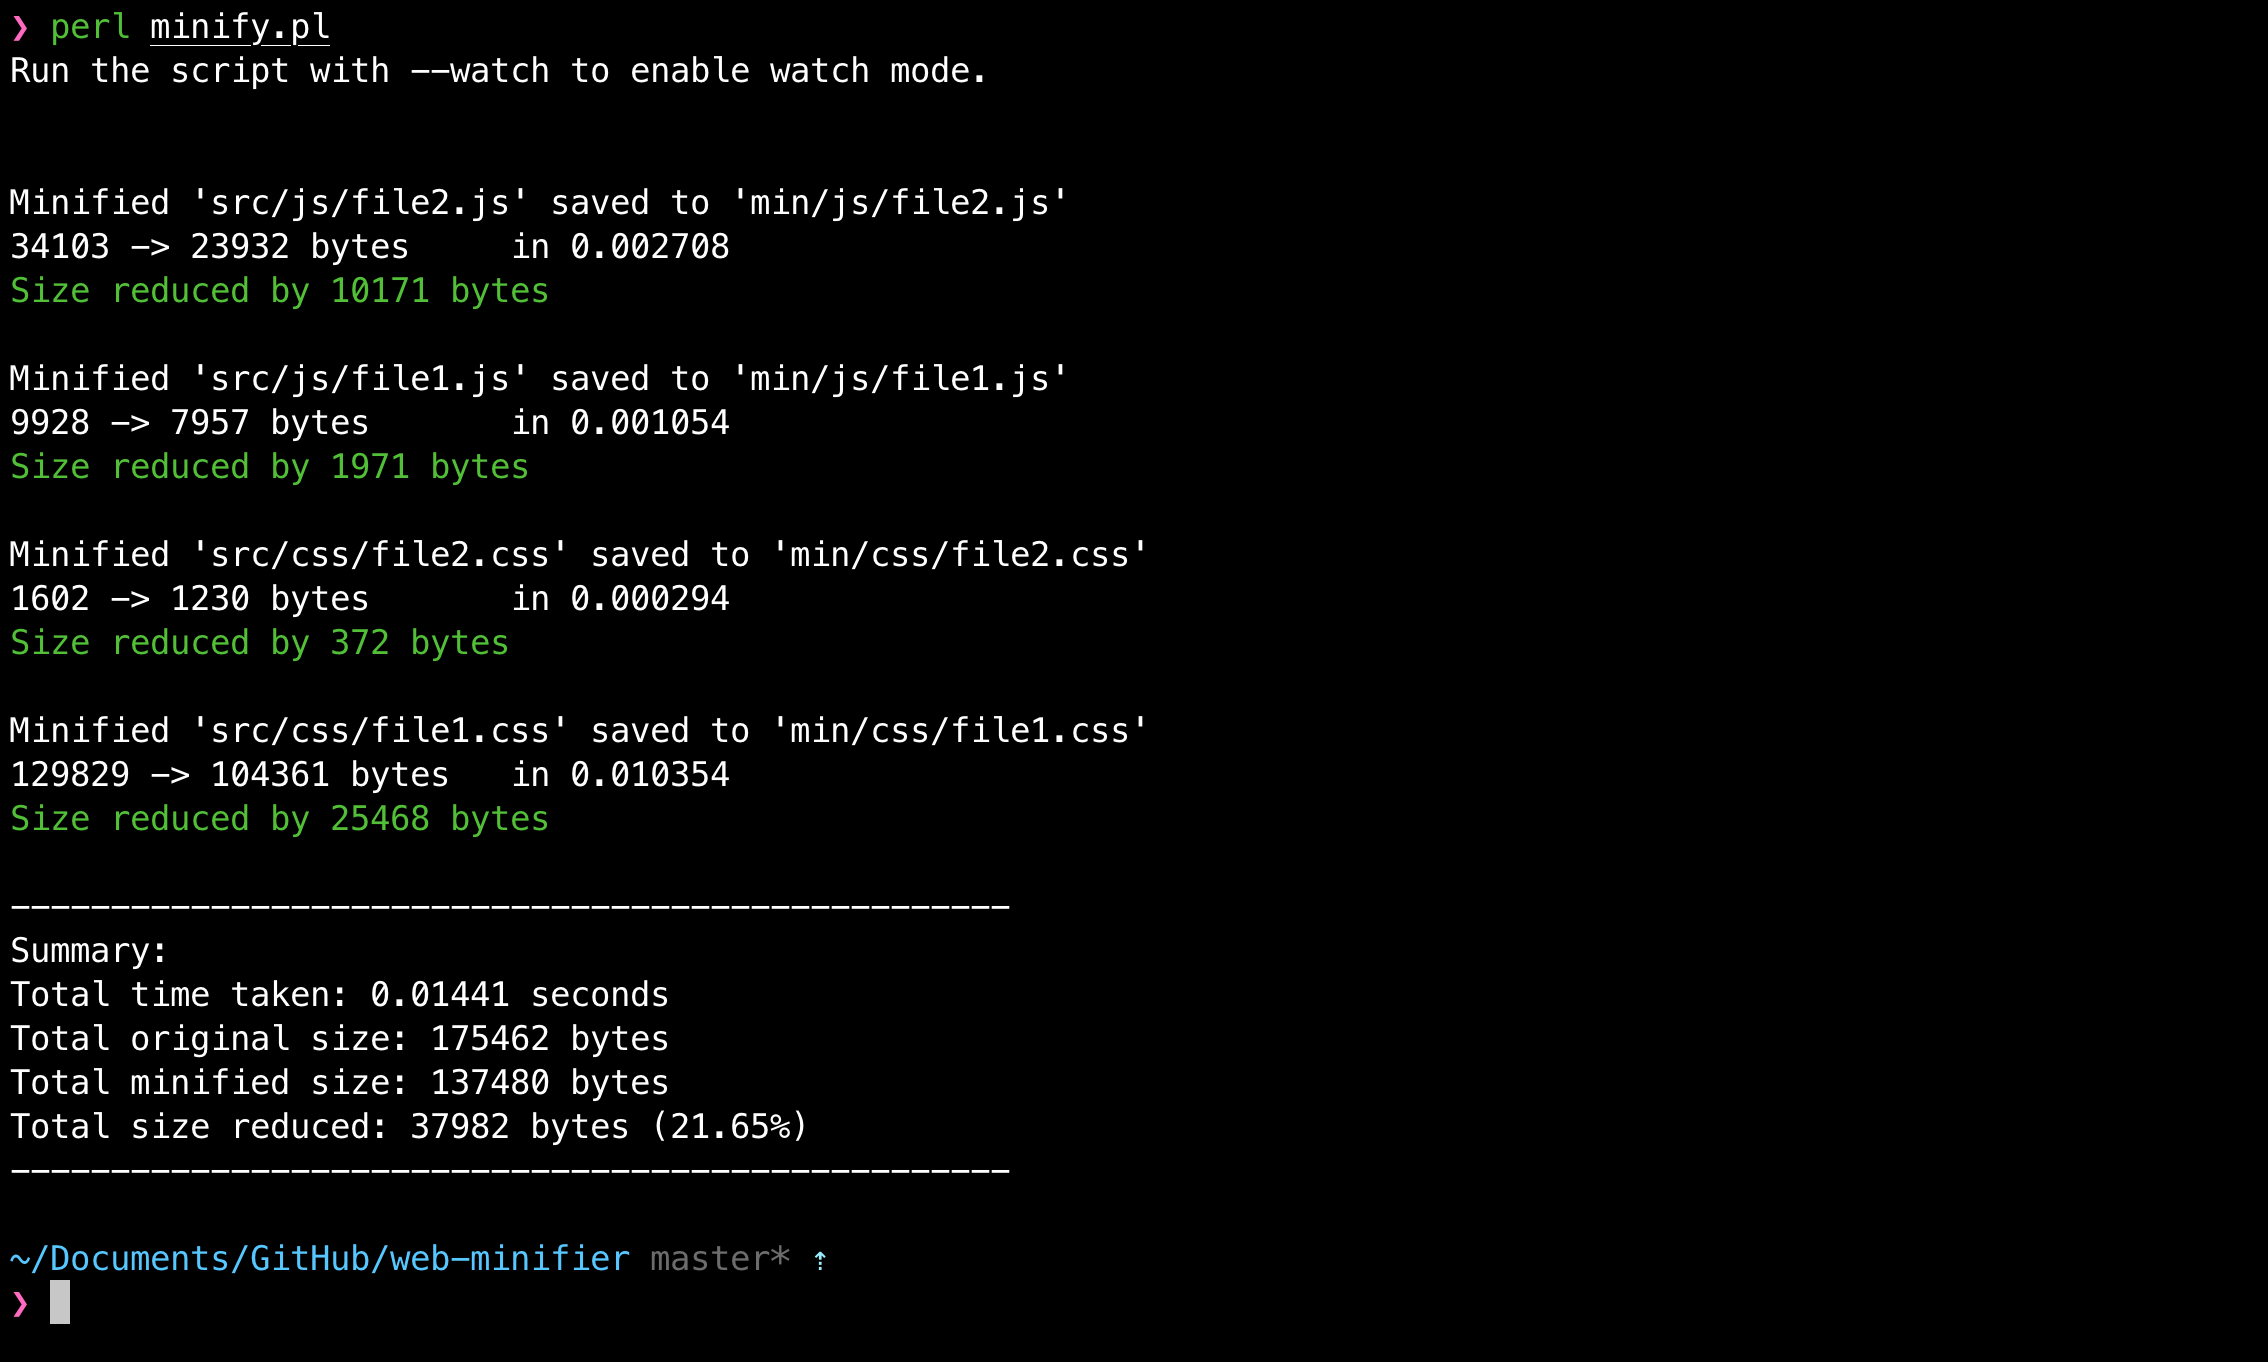 ❯ perl minify.pl
Run the script with --watch to enable watch mode.
Minified 'src/js/file2.js' saved to 'min/js/file2.js'
34103 -> 23932 bytes     in 0.002708
Size reduced by 10171 bytes
Minified 'src/js/file1.js' saved to 'min/js/file1.js'
9928 -> 7957 bytes       in 0.001054
Size reduced by 1971 bytes
Minified 'src/css/file2.css' saved to 'min/css/file2.css'
1602 -> 1230 bytes       in 0.000294
Size reduced by 372 bytes
Minified 'src/css/file1.css' saved to 'min/css/file1.css'
129829 -> 104361 bytes   in 0.010354
Size reduced by 25468 bytes
--------------------------------------------------
Summary:
Total time taken: 0.01441 seconds
Total original size: 175462 bytes
Total minified size: 137480 bytes
Total size reduced: 37982 bytes (21.65%)
--------------------------------------------------
~/Documents/GitHub/web-minifier master* ⇡
❯